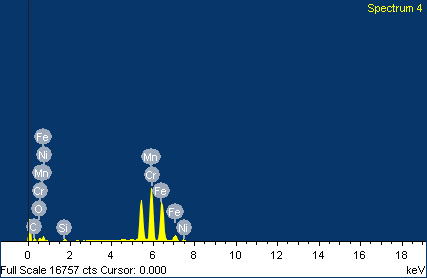 Spectrum 4
Fe
Ni
Mn
Mn
Cr
Cr
Fe
O
Fe
C
Si
Ni
0 2 4 6 8 10 12 14 16 18
Full Scale 16757 cts Cursor: 0.000 keV